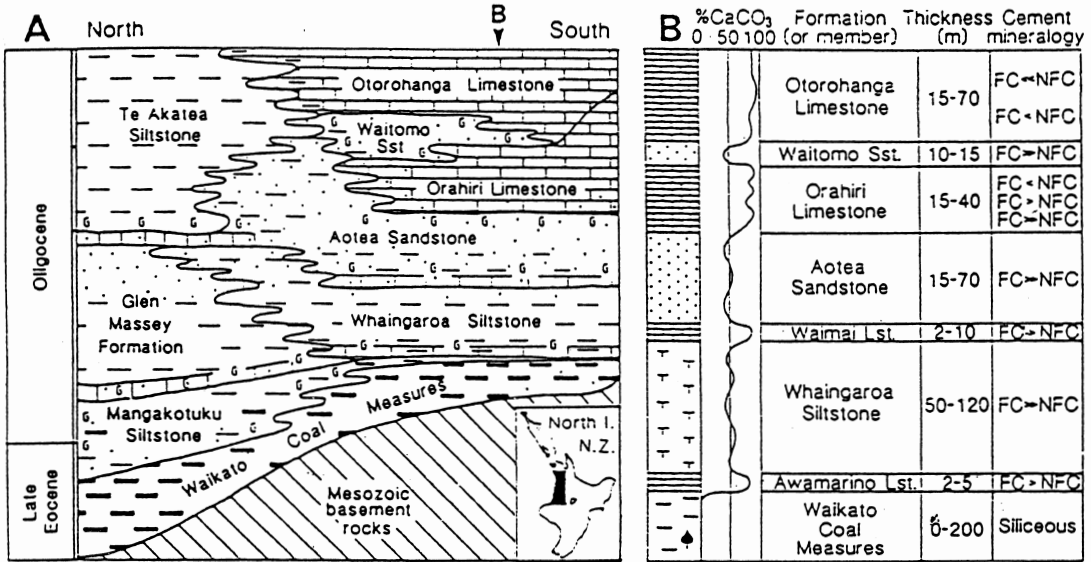 A North B South
Otorohanga Limestone
Te Akatea
Siltstone
Waitomo
Sst
Orahiri Limestone
G G G
Aotea Sandstone
G G G G
Glen
Massey
Formation
Whaingaroa Siltstone
G G G
Mangakotuku
Siltstone
Waikato Coal Measures
Mesozoic
basement
rocks
North I.
N.Z.
Oligocene
Late
Eocene
B %CaCO3 Formation Thickness Cement
0 50 100 (or member) (m) mineralogy
Otorohanga
Limestone 15-70 FC≪NFC
FC<NFC
Waitomo Sst. 10-15 FC≫NFC
Orahiri
Limestone 15-40 FC<NFC
FC>NFC
FC≫NFC
Aotea
Sandstone 15-70 FC≫NFC
Waimai Lst. 2-10 FC>NFC
Whaingaroa
Siltstone 50-120 FC≫NFC
Awamarino Lst. 2-5 FC>NFC
Waikato
Coal
Measures 0-200 Siliceous